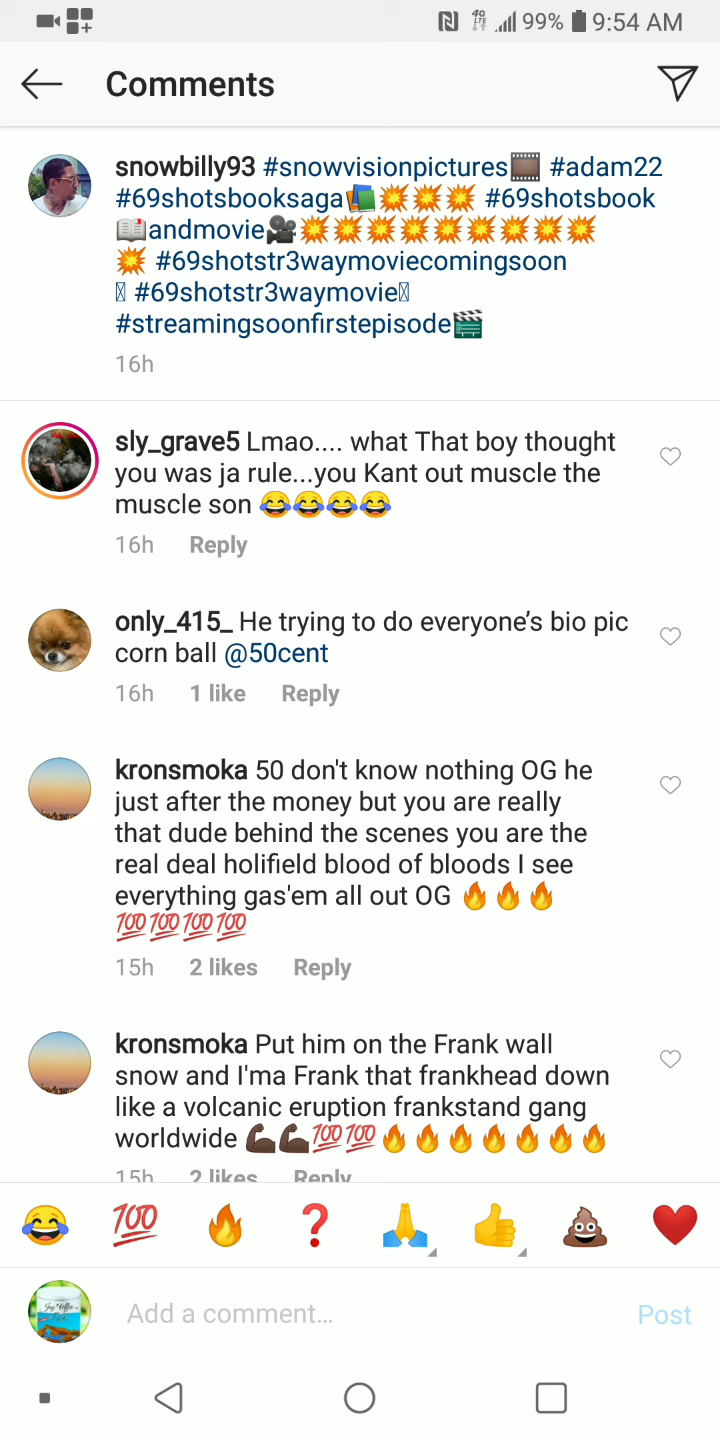 99% 9:54 AM
Comments
snowbilly93 #snowvisionpictures🎞 #adam22
#69shotsbooksaga📚💥💥💥 #69shotsbook
📖andmovie🎥💥💥💥💥💥💥💥💥💥
💥 #69shotstr3waymoviecomingsoon
#69shotstr3waymovie
#streamingsoonfirstepisode🎬
16h
sly_grave5 Lmao.... what That boy thought
you was ja rule...you Kant out muscle the
muscle son 😂😂😂😂
16h Reply
only_415_ He trying to do everyone’s bio pic
corn ball @50cent
16h 1 like Reply
kronsmoka 50 don't know nothing OG he
just after the money but you are really
that dude behind the scenes you are the
real deal holifield blood of bloods I see
everything gas'em all out OG 🔥🔥🔥
💯💯💯💯
15h 2 likes Reply
kronsmoka Put him on the Frank wall
snow and I'ma Frank that frankhead down
like a volcanic eruption frankstand gang
worldwide 💪🏿💪🏿💯💯🔥🔥🔥🔥🔥🔥🔥
15h 2 likes Reply
😂 💯 🔥 ❓ 🙏 👍 💩 ❤️
Add a comment...
Post